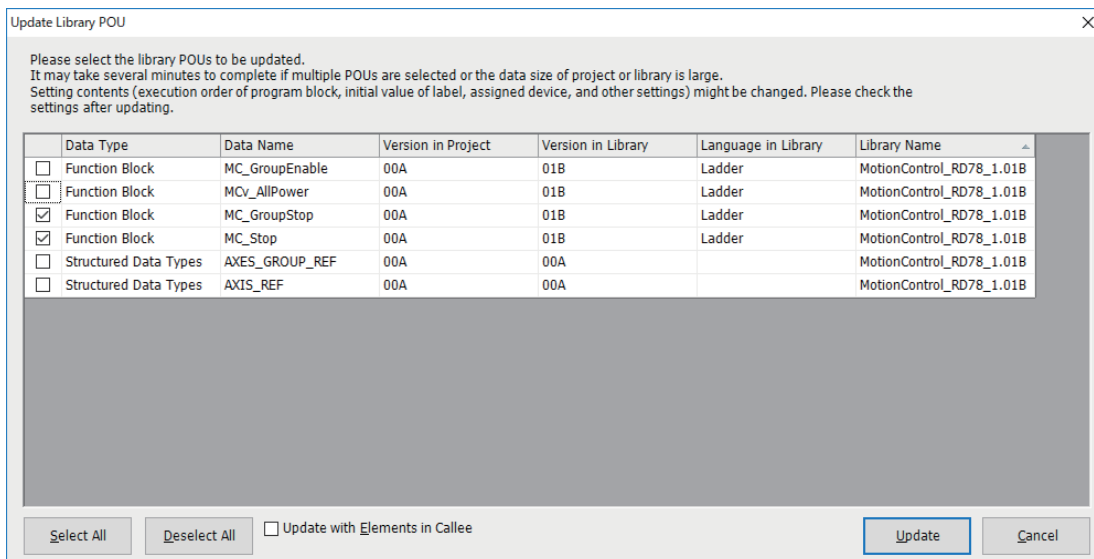 Update Library POU
Please select the library POUs to be updated.
It may take several minutes to complete if multiple POUs are selected or the data size of project or library is large.
Setting contents (execution order of program block, initial value of label, assigned device, and other settings) might be changed. Please check the
settings after updating.
Data Type Data Name Version in Project Version in Library Language in Library Library Name
Function Block MC_GroupEnable 00A 01B Ladder MotionControl_RD78_1.01B
Function Block MCv_AllPower 00A 01B Ladder MotionControl_RD78_1.01B
Function Block MC_GroupStop 00A 01B Ladder MotionControl_RD78_1.01B
Function Block MC_Stop 00A 01B Ladder MotionControl_RD78_1.01B
Structured Data Types AXES_GROUP_REF 00A 00A MotionControl_RD78_1.01B
Structured Data Types AXIS_REF 00A 00A MotionControl_RD78_1.01B
Select All Deselect All Update with Elements in Callee Update Cancel